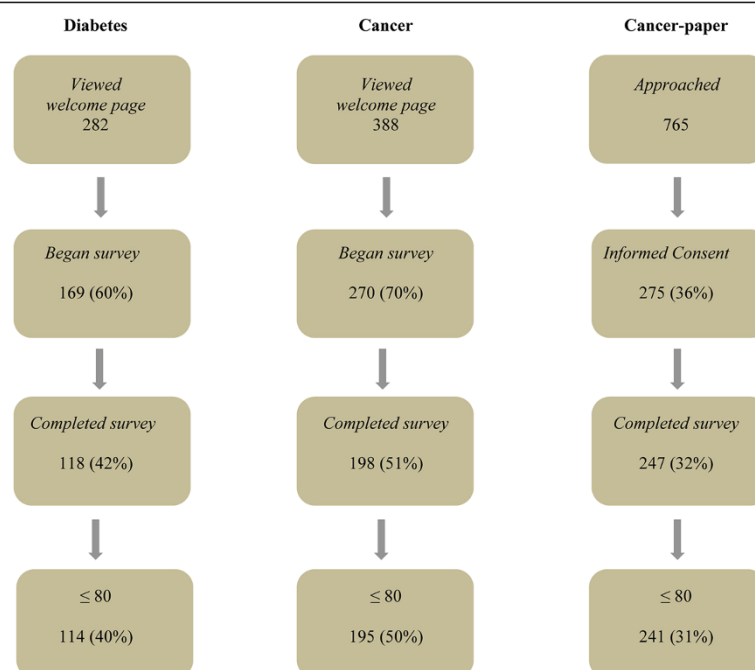 Diabetes
Cancer
Cancer-paper
Viewed
welcome page
282
Viewed
welcome page
388
Approached
765
Began survey
169 (60%)
Began survey
270 (70%)
Informed Consent
275 (36%)
Completed survey
118 (42%)
Completed survey
198 (51%)
Completed survey
247 (32%)
≤ 80
114 (40%)
≤ 80
195 (50%)
≤ 80
241 (31%)